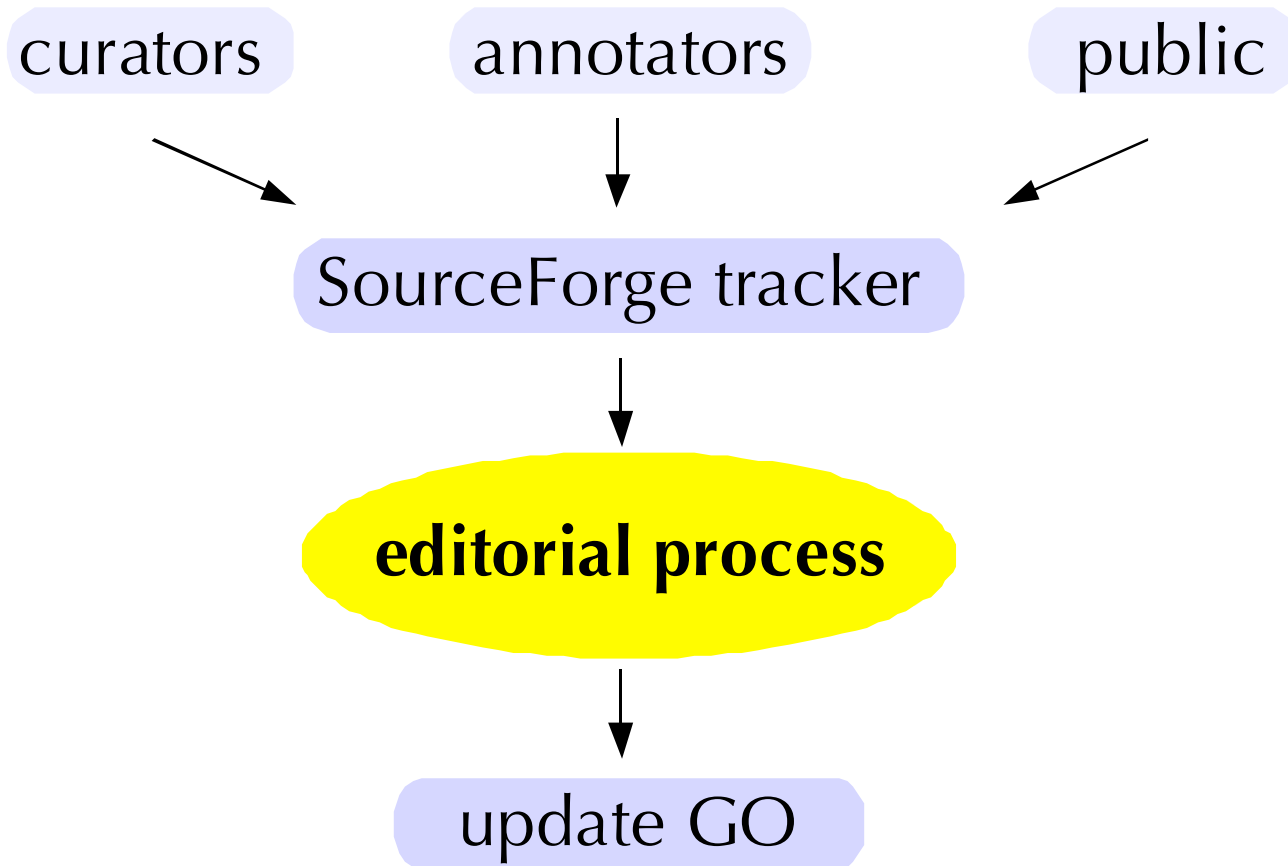 curators
annotators
public
SourceForge tracker
editorial process
update GO